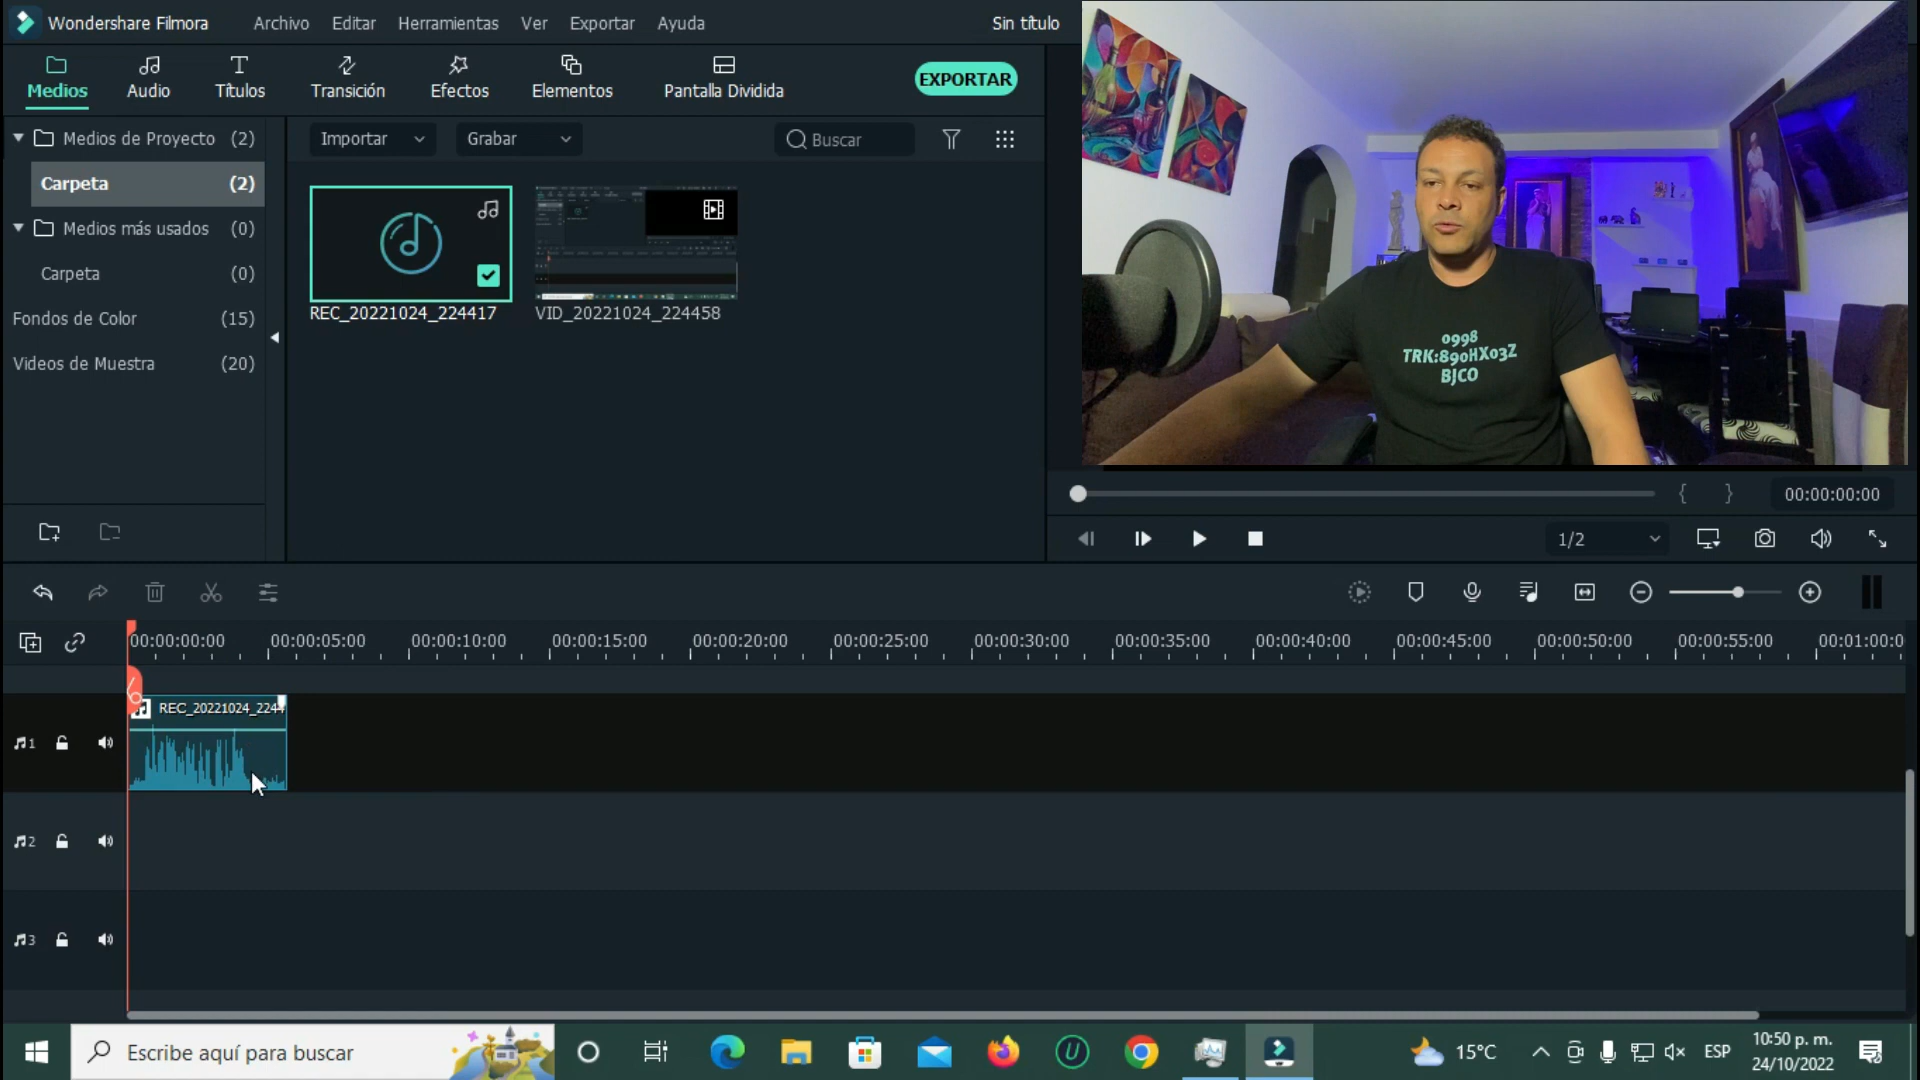 Wondershare Filmora
Archivo
Editar
Herramientas
Ver
Exportar
Ayuda
Sin título
Medios
Audio
Títulos
Transición
Efectos
Elementos
Pantalla Dividida
EXPORTAR
Medios de Proyecto (2)
Carpeta (2)
Medios más usados (0)
Carpeta (0)
Fondos de Color (15)
Videos de Muestra (20)
Importar
Grabar
Buscar
REC_20221024_224417
VID_20221024_224458
0998
TRK:890HX03Z
BJCO
00:00:00:00
1/2
00:00:00:00
00:00:05:00
00:00:10:00
00:00:15:00
00:00:20:00
00:00:25:00
00:00:30:00
00:00:35:00
00:00:40:00
00:00:45:00
00:00:50:00
00:00:55:00
00:01:00:0
REC_20221024_2244
1
2
3
Escribe aquí para buscar
15°C
ESP
10:50 p. m.
24/10/2022